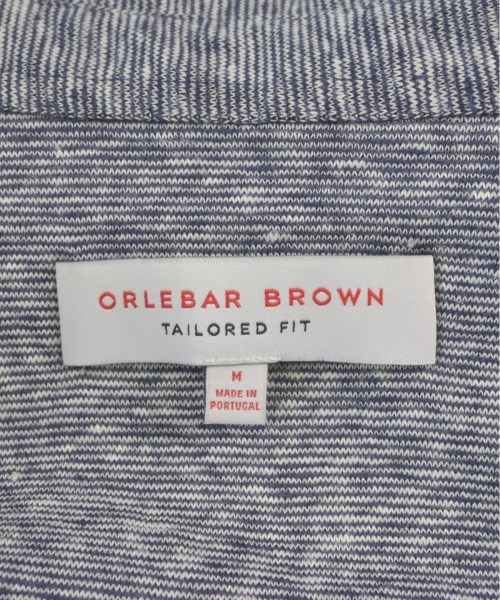 ORLEBAR BROWN
TAILORED FIT
M
MADE IN
PORTUGAL